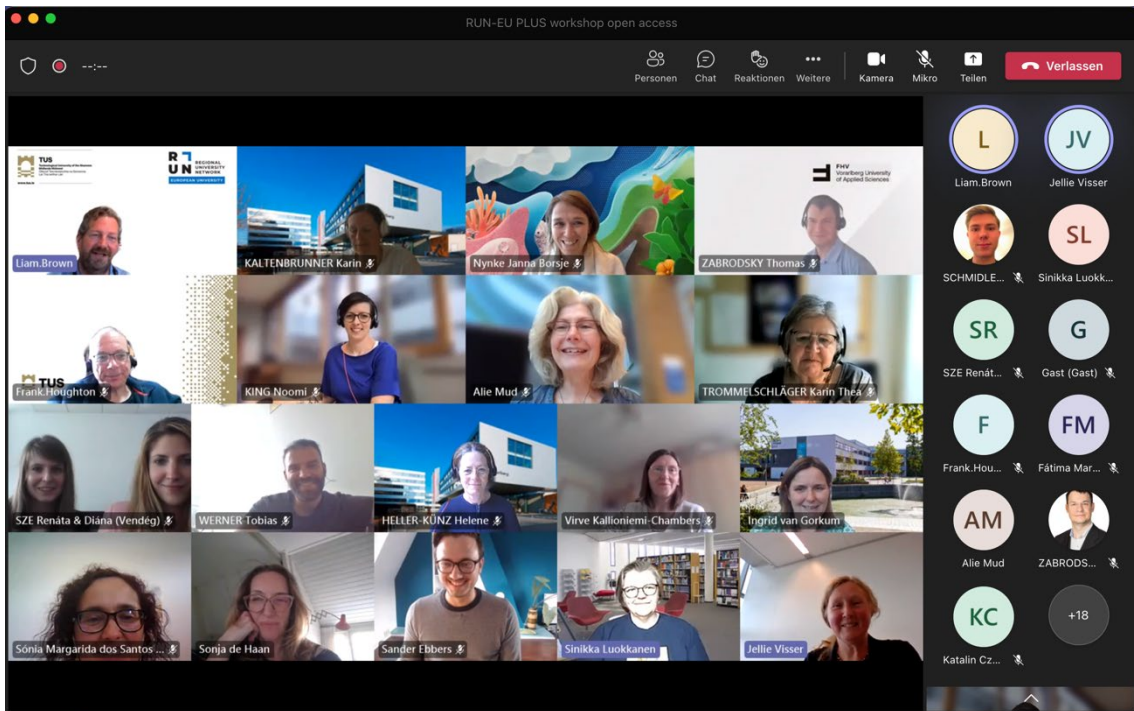 RUN-EU PLUS workshop open access
--:--
Personen
Chat
Reaktionen
Weitere
Kamera
Mikro
Teilen
Verlassen
TUS
R
U N
REGIONAL
UNIVERSITY
NETWORK
EUROPEAN UNIVERSITY
Liam.Brown
KALTENBRUNNER Karin
Nynke Janna Borsje
FHV
Vorarlberg University
of Applied Sciences
ZABRODSKY Thomas
TUS
Frank.Houghton
KING Noomi
Alie Mud
TROMMELSCHLÄGER Karin Thea
SZE Renáta & Diána (Vendég)
WERNER Tobias
HELLER-KÜNZ Helene
Virve Kallioniemi-Chambers
Ingrid van Gorkum
Sónia Margarida dos Santos ...
Sonja de Haan
Sander Ebbers
Sinikka Luokkanen
Jellie Visser
L
JV
Liam.Brown
Jellie Visser
SL
SCHMIDLE...
Sinikka Luokk...
SR
G
SZE Renát...
Gast (Gast)
F
FM
Frank.Hou...
Fátima Mar...
AM
Alie Mud
ZABRODS...
KC
+18
Katalin Cz...